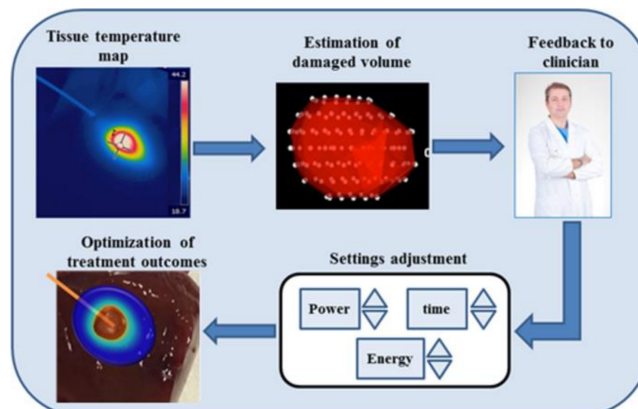 Tissue temperature
map
Estimation of
damaged volume
Feedback to
clinician
44.2
18.7
Optimization of
treatment outcomes
Settings adjustment
Power
time
Energy